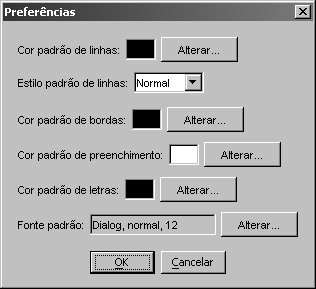 Preferências
Cor padrão de linhas: Alterar...
Estilo padrão de linhas: Normal
Cor padrão de bordas: Alterar...
Cor padrão de preenchimento: Alterar...
Cor padrão de letras: Alterar...
Fonte padrão: Dialog, normal, 12 Alterar...
OK Cancelar